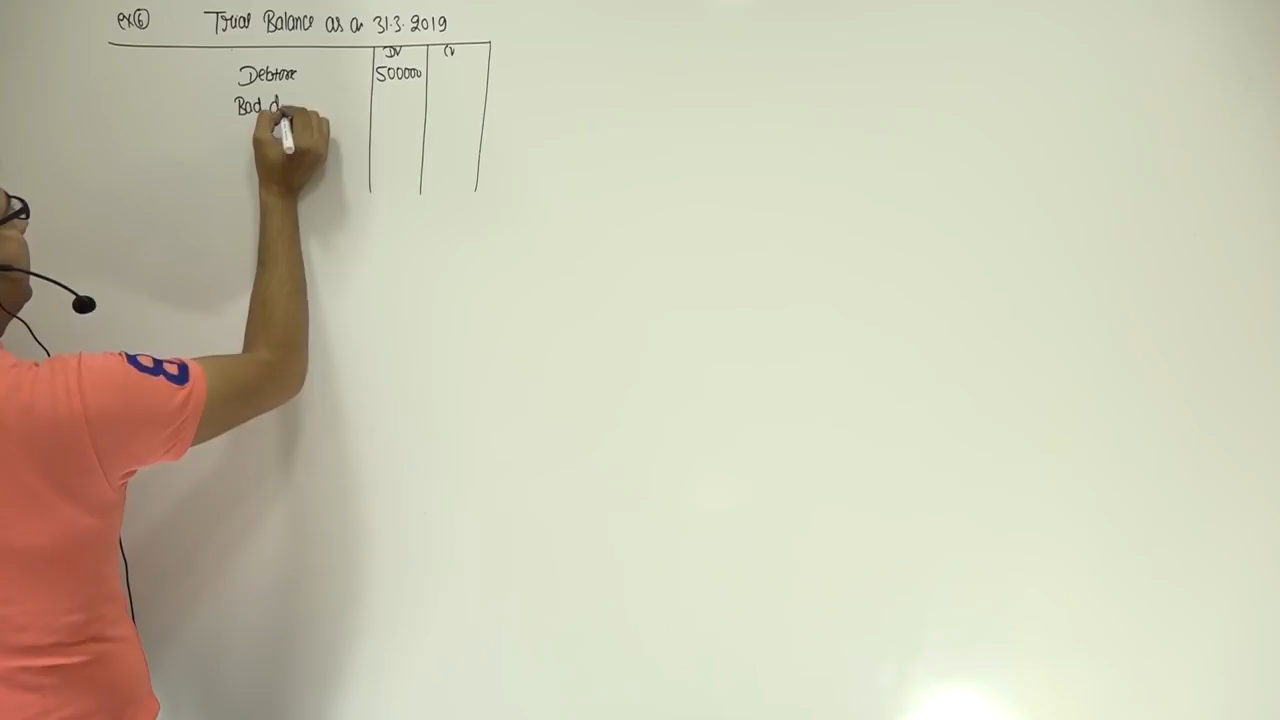 ex⑥ Trial Balance as on 31.3.2019
Dr Cr
Debtors 500000
Bad d
B